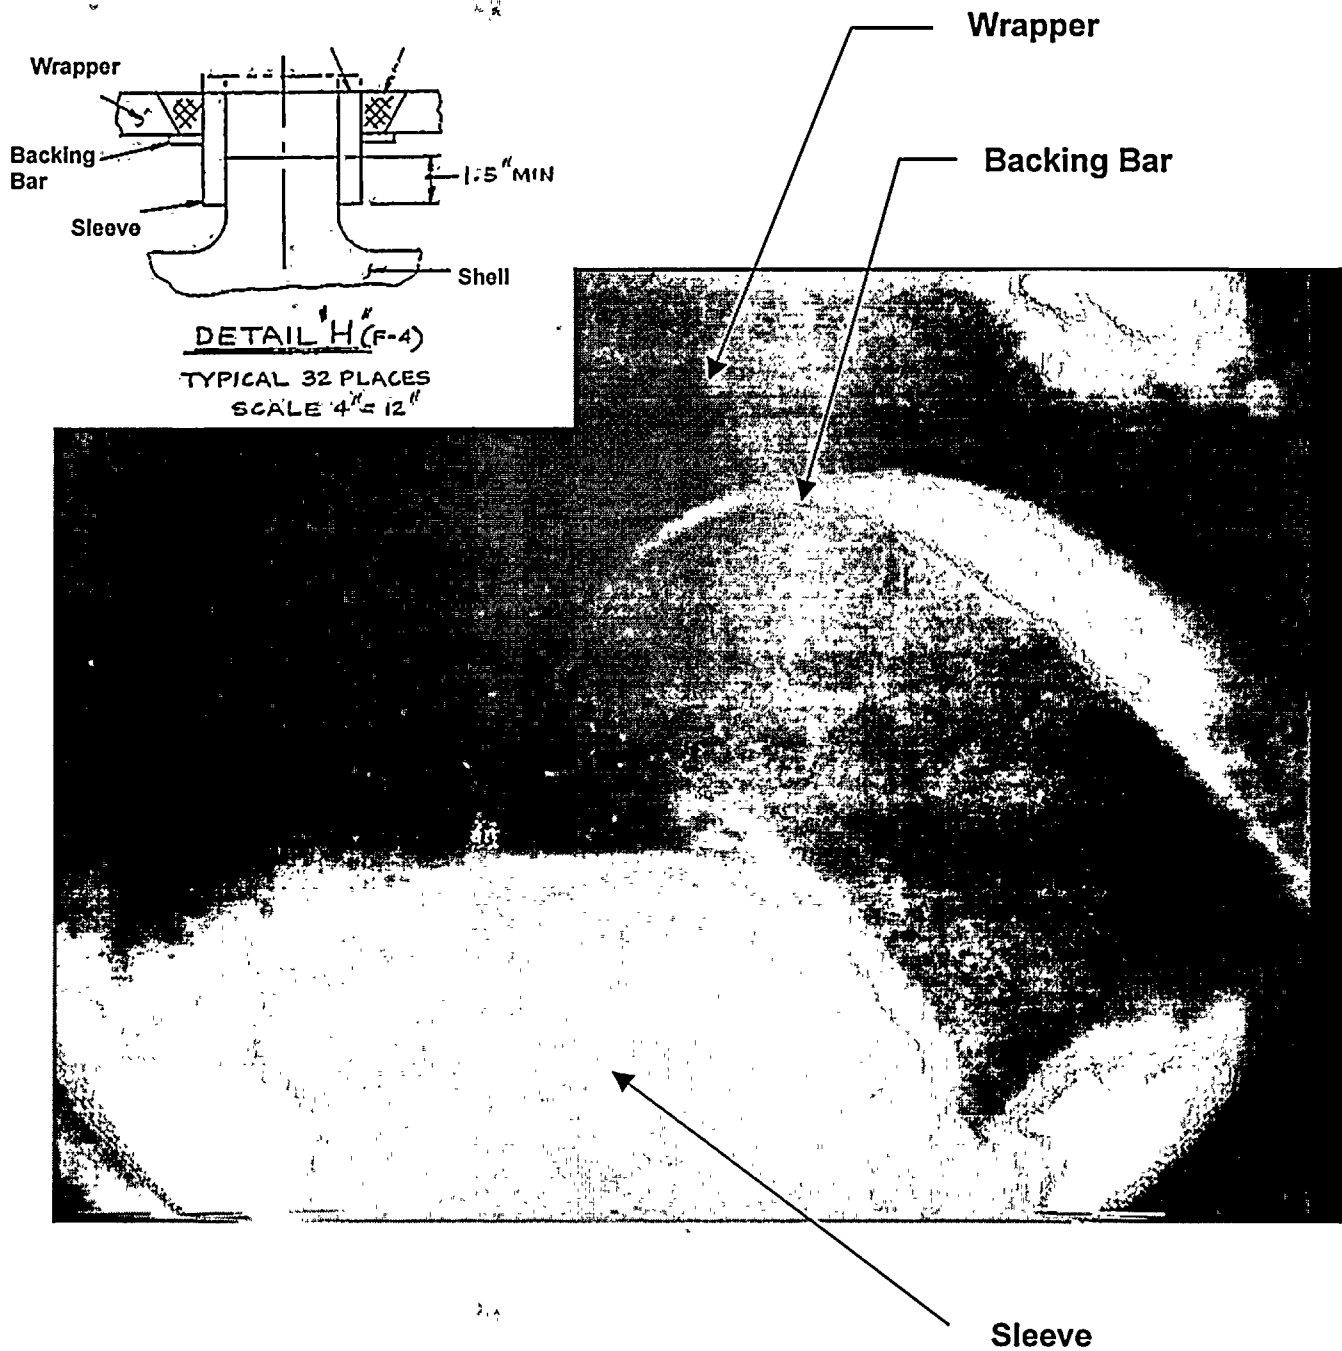 Wrapper
Wrapper
Backing Bar
Backing
Bar
1.5" MIN
Sleeve
Shell
DETAIL "H" (F-4)
TYPICAL 32 PLACES
SCALE 4" = 12"
Sleeve